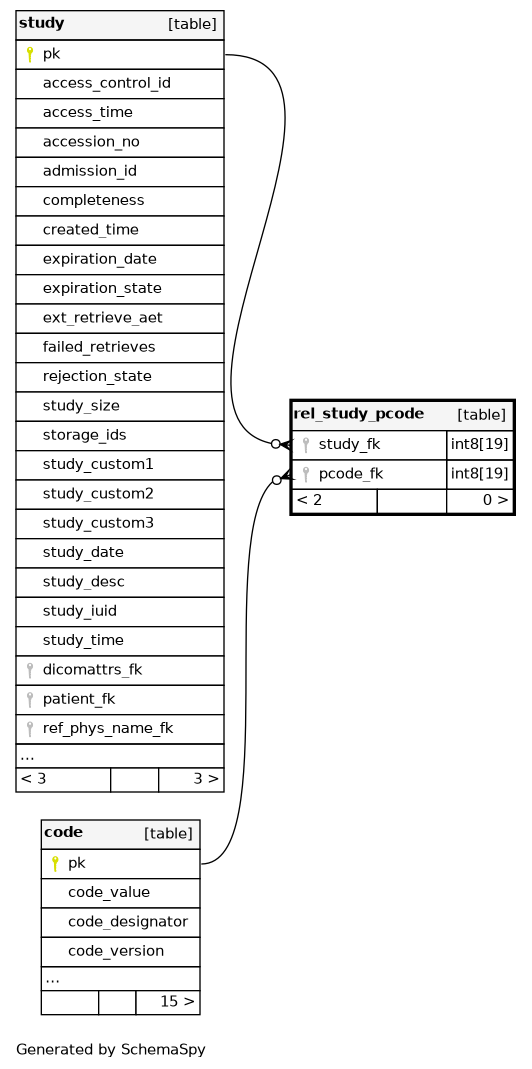 study [table]
pk
access_control_id
access_time
accession_no
admission_id
completeness
created_time
expiration_date
expiration_state
ext_retrieve_aet
failed_retrieves
rejection_state
study_size
storage_ids
study_custom1
study_custom2
study_custom3
study_date
study_desc
study_iuid
study_time
dicomattrs_fk
patient_fk
ref_phys_name_fk
...
< 3 3 >
rel_study_pcode [table]
study_fk int8[19]
pcode_fk int8[19]
< 2 0 >
code [table]
pk
code_value
code_designator
code_version
...
15 >
Generated by SchemaSpy